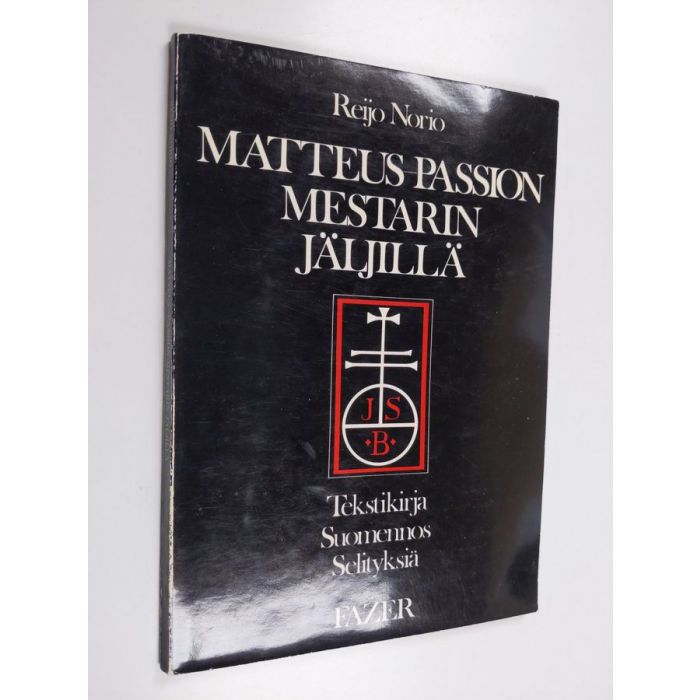 Reijo Norio
MATTEUS-PASSION
MESTARIN
JÄLJILLÄ
J S
·B·
Tekstikirja
Suomennos
Selityksiä
FAZER